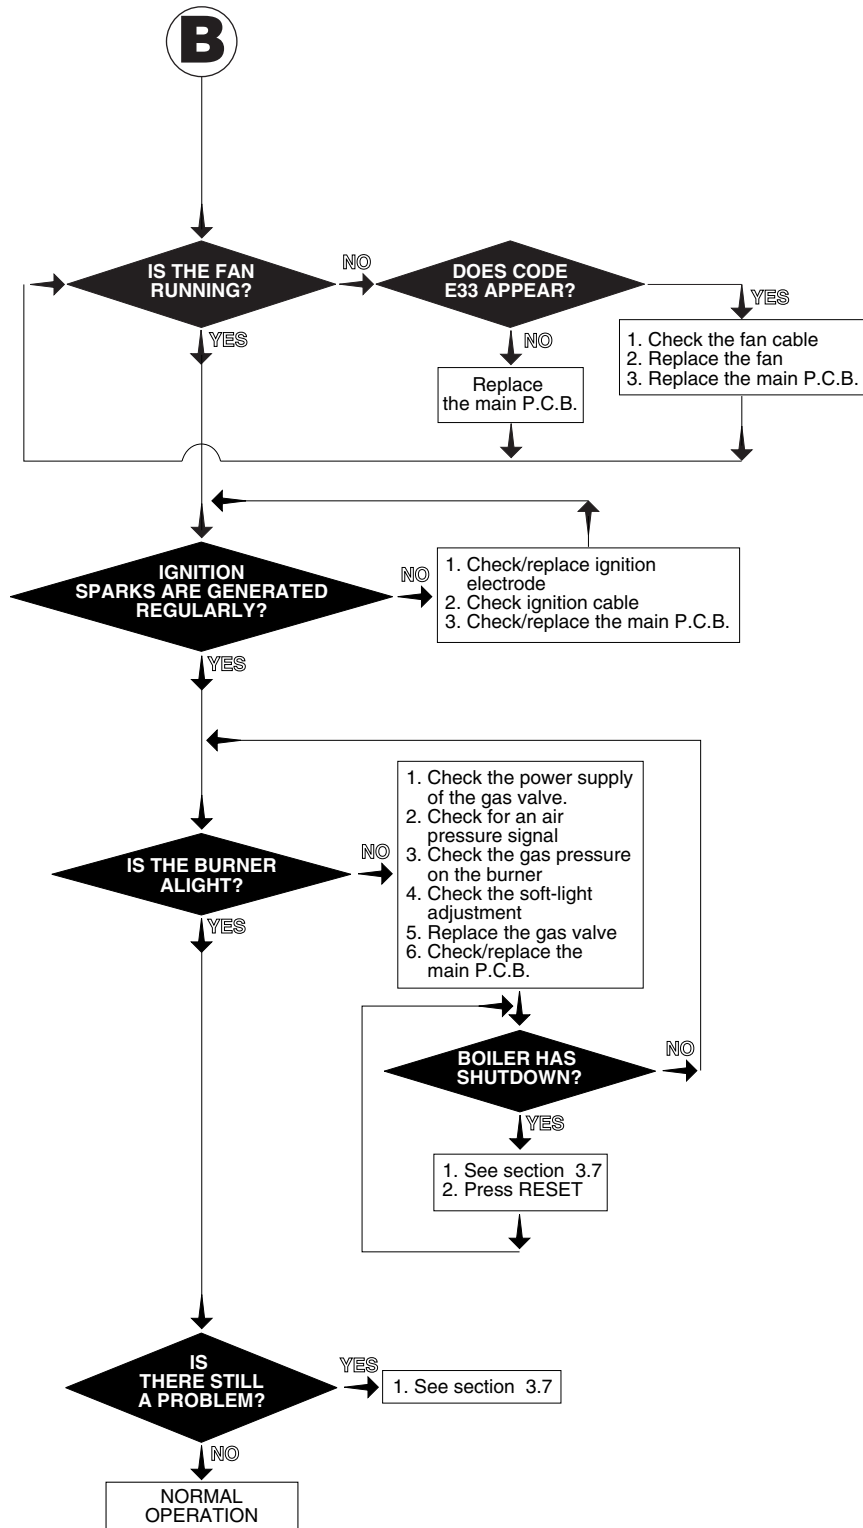 B
IS THE FAN
RUNNING?
NO
DOES CODE
E33 APPEAR?
YES
1. Check the fan cable
2. Replace the fan
3. Replace the main P.C.B.
NO
Replace
the main P.C.B.
YES
IGNITION
SPARKS ARE GENERATED
REGULARLY?
NO
1. Check/replace ignition
electrode
2. Check ignition cable
3. Check/replace the main P.C.B.
YES
IS THE BURNER
ALIGHT?
NO
1. Check the power supply
of the gas valve.
2. Check for an air
pressure signal
3. Check the gas pressure
on the burner
4. Check the soft-light
adjustment
5. Replace the gas valve
6. Check/replace the
main P.C.B.
YES
BOILER HAS
SHUTDOWN?
NO
YES
1. See section 3.7
2. Press RESET
IS
THERE STILL
A PROBLEM?
YES
1. See section 3.7
NO
NORMAL
OPERATION